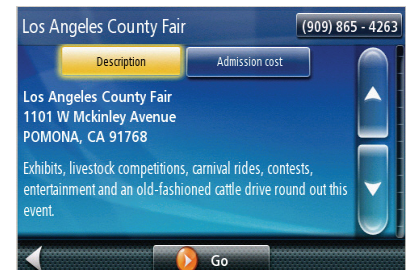 Los Angeles County Fair
(909) 865 - 4263
Description
Admission cost
Los Angeles County Fair
1101 W Mckinley Avenue
POMONA, CA 91768
Exhibits, livestock competitions, carnival rides, contests,
entertainment and an old-fashioned cattle drive round out this
event.
Go